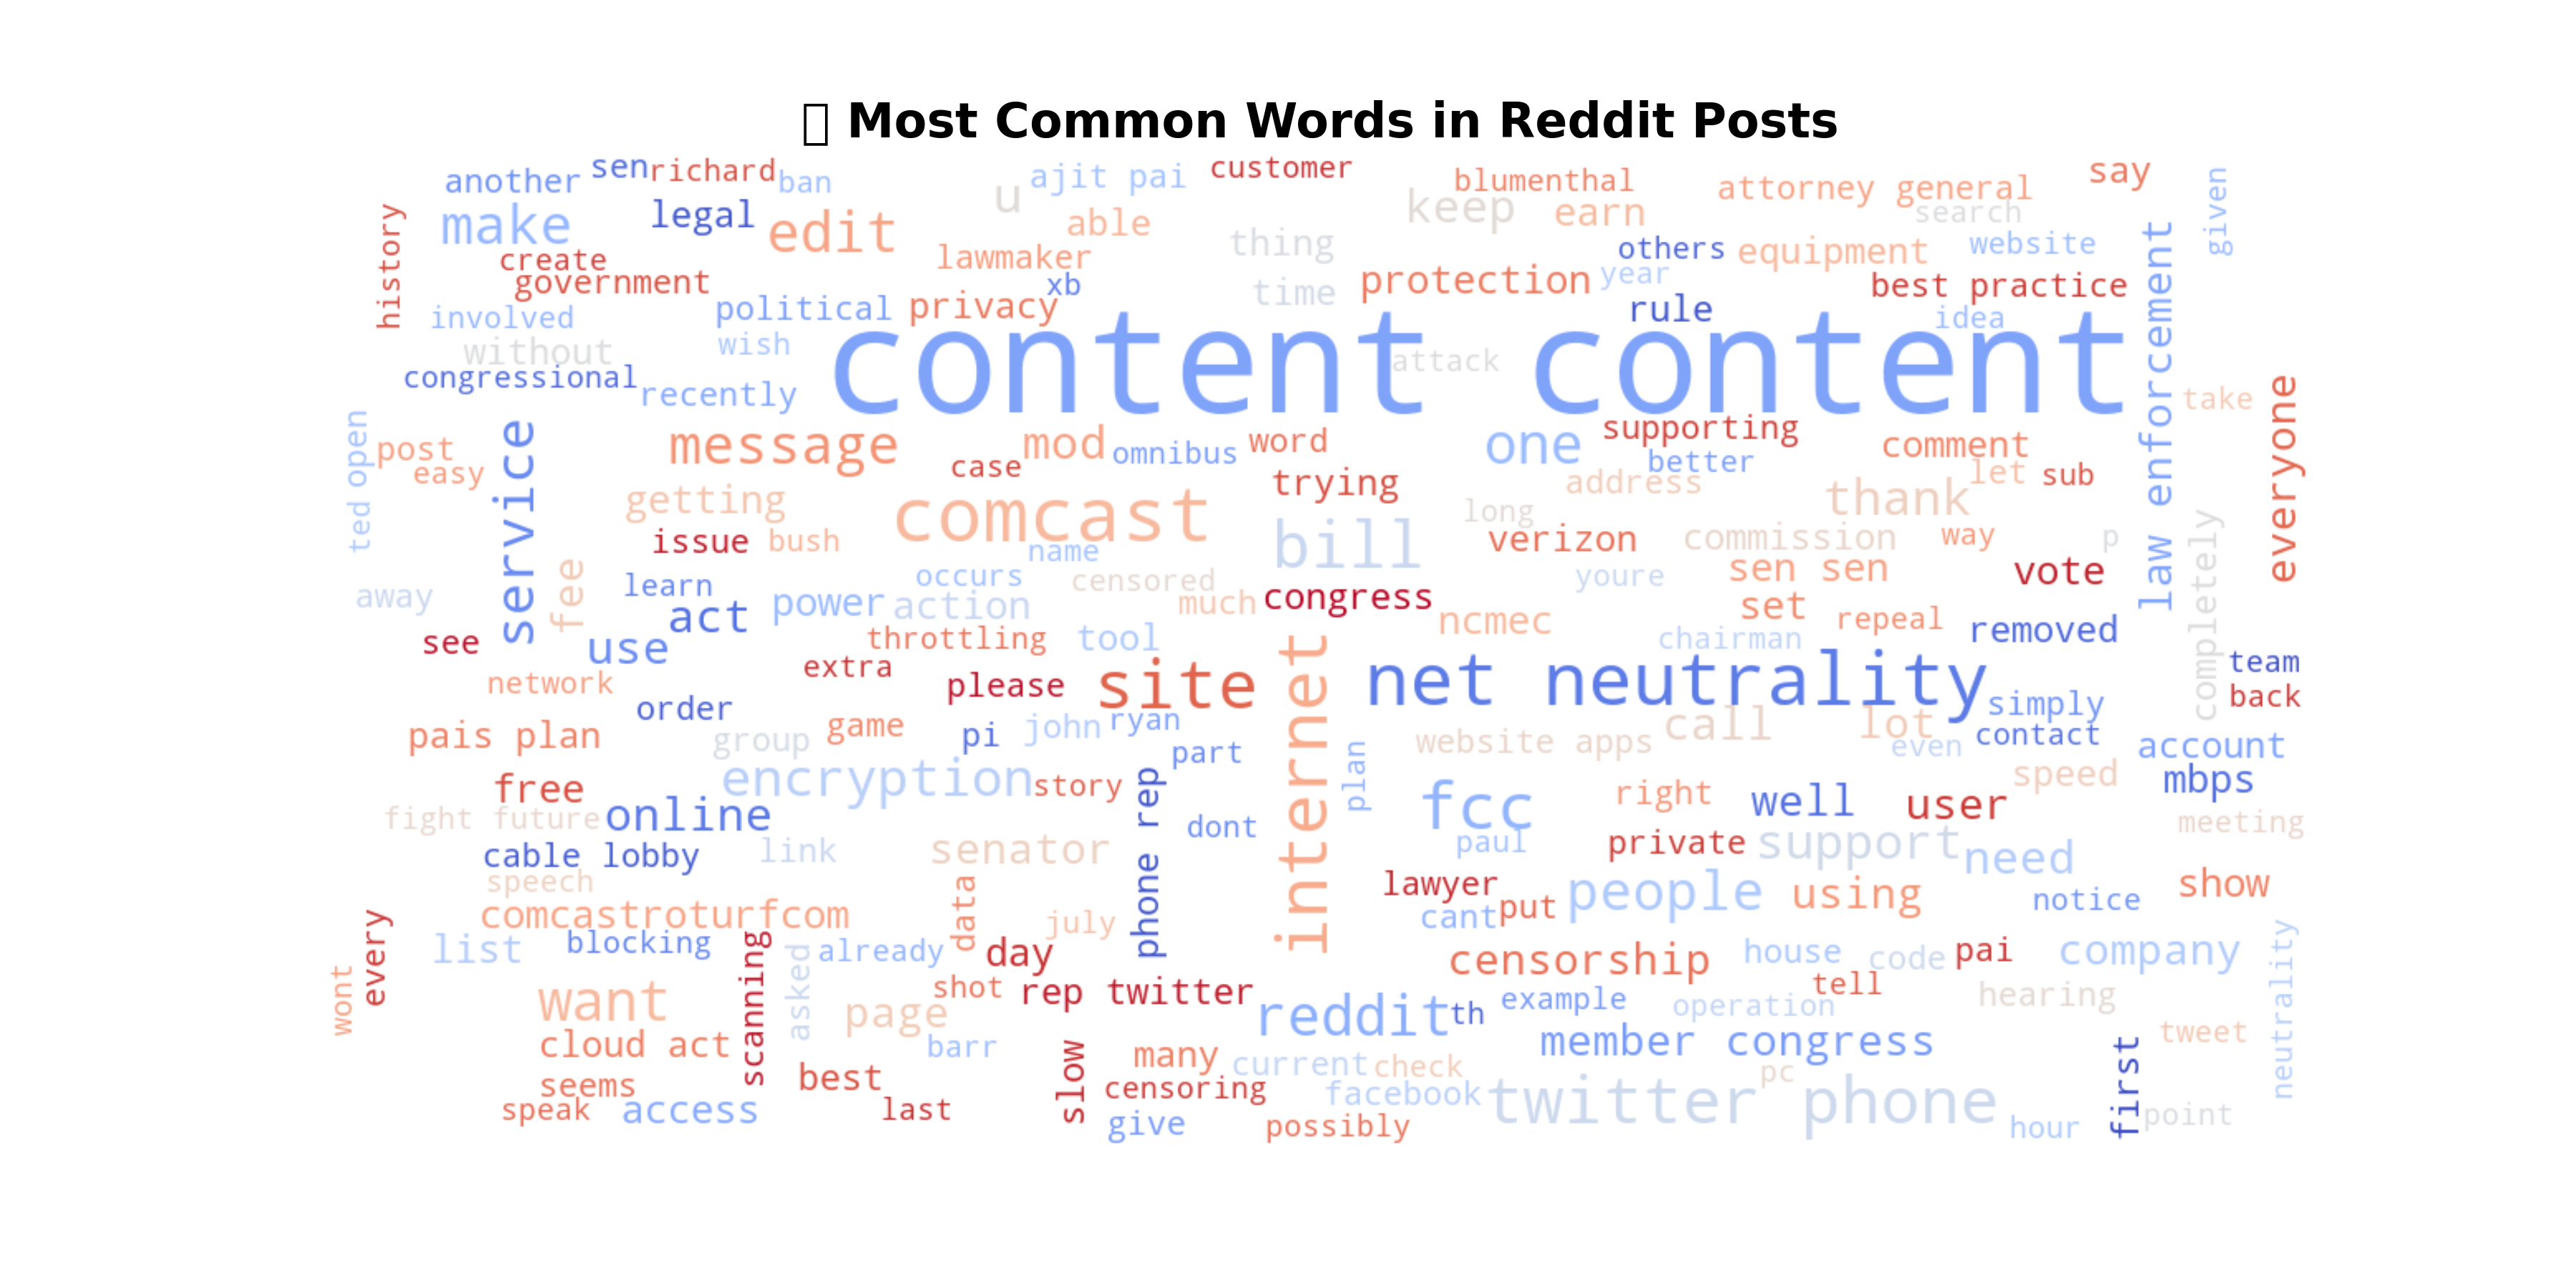 Most Common Words in Reddit Posts
another
sen
richard
ban
u
ajit pai
customer
blumenthal
attorney general
say
given
history
make
legal
edit
able
keep
earn
search
create
government
lawmaker
xb
thing
time
protection
others
year
equipment
website
best practice
involved
political
privacy
rule
idea
law enforcement
without
wish
content content
attack
congressional
recently
take
everyone
open
post
easy
service
message
mod
omnibus
word
one
supporting
better
comment
case
trying
address
let
sub
ted
getting
comcast
long
thank
issue
bush
name
bill
verizon
commission
way
p
completely
away
fee
learn
occurs
censored
youre
sen sen
vote
act
power
action
much
congress
ncmec
set
repeal
removed
see
use
throttling
tool
chairman
network
extra
please
site
internet
net neutrality
team
back
order
simply
pais plan
group
game
pi
john
ryan
part
website apps
call
lot
even
contact
account
free
encryption
story
phone rep
plan
fcc
right
well
user
speed
mbps
fight future
online
dont
paul
private
support
need
meeting
cable lobby
link
senator
speech
lawyer
people
using
notice
show
comcastroturfcom
data
july
cant
put
every
list
blocking
scanning
asked
already
day
censorship
house
code
pai
company
neutrality
wont
want
page
shot
rep twitter
reddit
th
example
operation
tell
hearing
cloud act
barr
slow
many
current
check
member congress
pc
tweet
first
seems
best
censoring
facebook
twitter phone
speak
access
last
give
possibly
hour
point